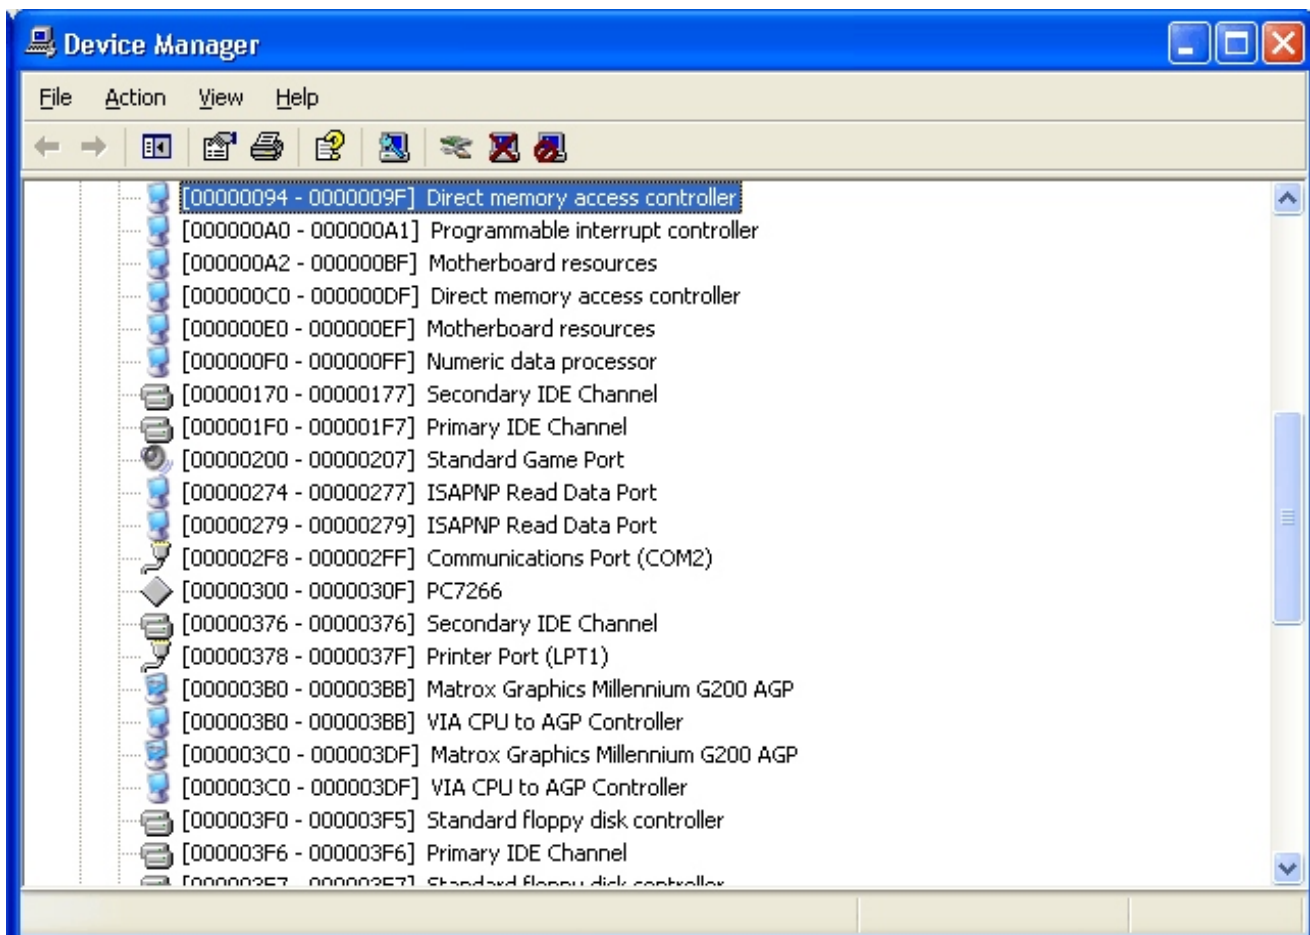 Device Manager
File Action View Help
[00000094 - 0000009F] Direct memory access controller
[000000A0 - 000000A1] Programmable interrupt controller
[000000A2 - 000000BF] Motherboard resources
[000000C0 - 000000DF] Direct memory access controller
[000000E0 - 000000EF] Motherboard resources
[000000F0 - 000000FF] Numeric data processor
[00000170 - 00000177] Secondary IDE Channel
[000001F0 - 000001F7] Primary IDE Channel
[00000200 - 00000207] Standard Game Port
[00000274 - 00000277] ISAPNP Read Data Port
[00000279 - 00000279] ISAPNP Read Data Port
[000002F8 - 000002FF] Communications Port (COM2)
[00000300 - 0000030F] PC7266
[00000376 - 00000376] Secondary IDE Channel
[00000378 - 0000037F] Printer Port (LPT1)
[000003B0 - 000003BB] Matrox Graphics Millennium G200 AGP
[000003B0 - 000003BB] VIA CPU to AGP Controller
[000003C0 - 000003DF] Matrox Graphics Millennium G200 AGP
[000003C0 - 000003DF] VIA CPU to AGP Controller
[000003F0 - 000003F5] Standard floppy disk controller
[000003F6 - 000003F6] Primary IDE Channel
[000003F7 - 000003F7] Standard floppy disk controller